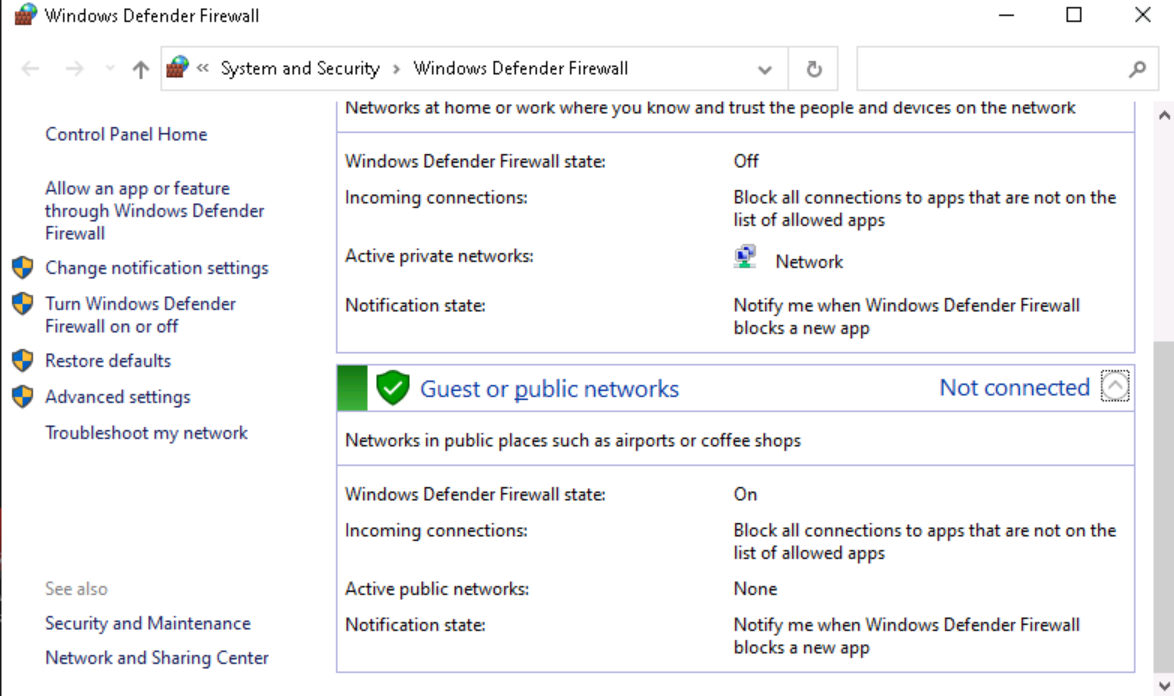 Windows Defender Firewall
« System and Security › Windows Defender Firewall
Control Panel Home
Allow an app or feature
through Windows Defender
Firewall
Change notification settings
Turn Windows Defender
Firewall on or off
Restore defaults
Advanced settings
Troubleshoot my network
See also
Security and Maintenance
Network and Sharing Center
Networks at home or work where you know and trust the people and devices on the network
Windows Defender Firewall state: Off
Incoming connections: Block all connections to apps that are not on the
list of allowed apps
Active private networks: Network
Notification state: Notify me when Windows Defender Firewall
blocks a new app
Guest or public networks Not connected
Networks in public places such as airports or coffee shops
Windows Defender Firewall state: On
Incoming connections: Block all connections to apps that are not on the
list of allowed apps
Active public networks: None
Notification state: Notify me when Windows Defender Firewall
blocks a new app